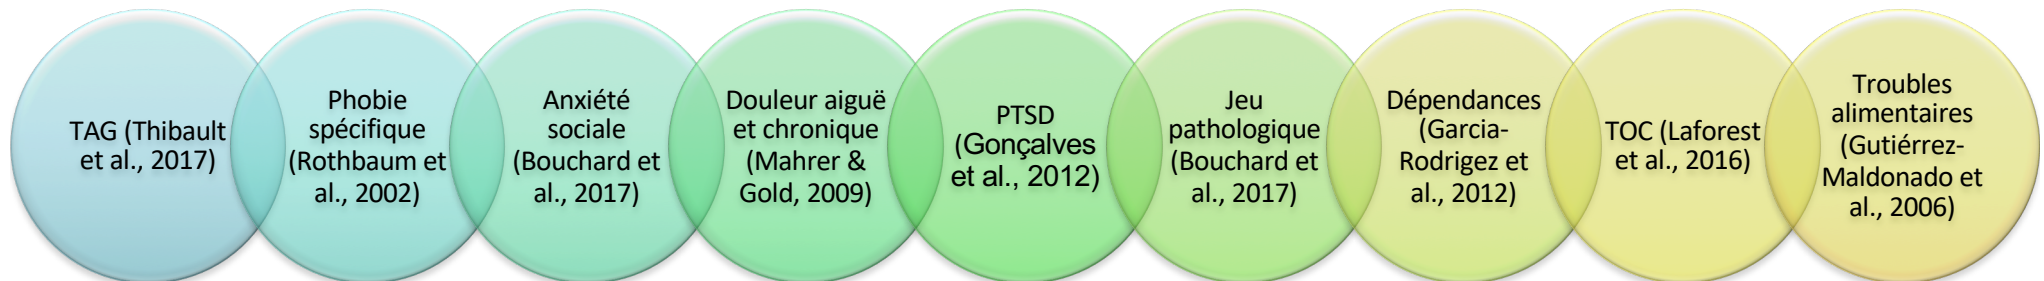 TAG (Thibault
et al., 2017)
Phobie
spécifique
(Rothbaum et
al., 2002)
Anxiété
sociale
(Bouchard et
al., 2017)
Douleur aiguë
et chronique
(Mahrer &
Gold, 2009)
PTSD
(Gonçalves
et al., 2012)
Jeu
pathologique
(Bouchard et
al., 2017)
Dépendances
(Garcia-
Rodrigez et
al., 2012)
TOC (Laforest
et al., 2016)
Troubles
alimentaires
(Gutiérrez-
Maldonado et
al., 2006)